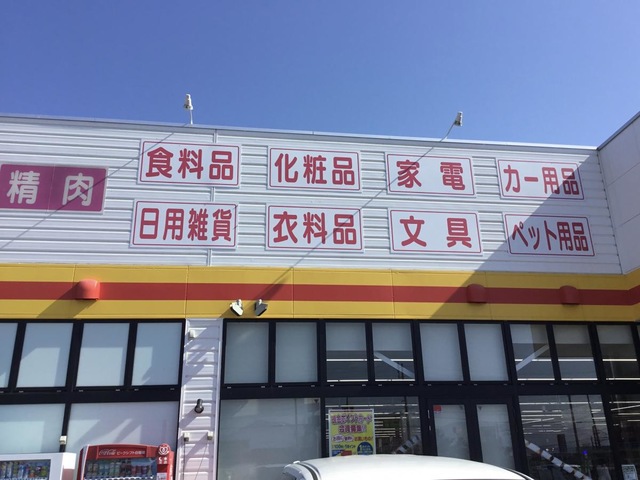 精肉
食料品
化粧品
家電
カー用品
日用雑貨
衣料品
文具
ペット用品